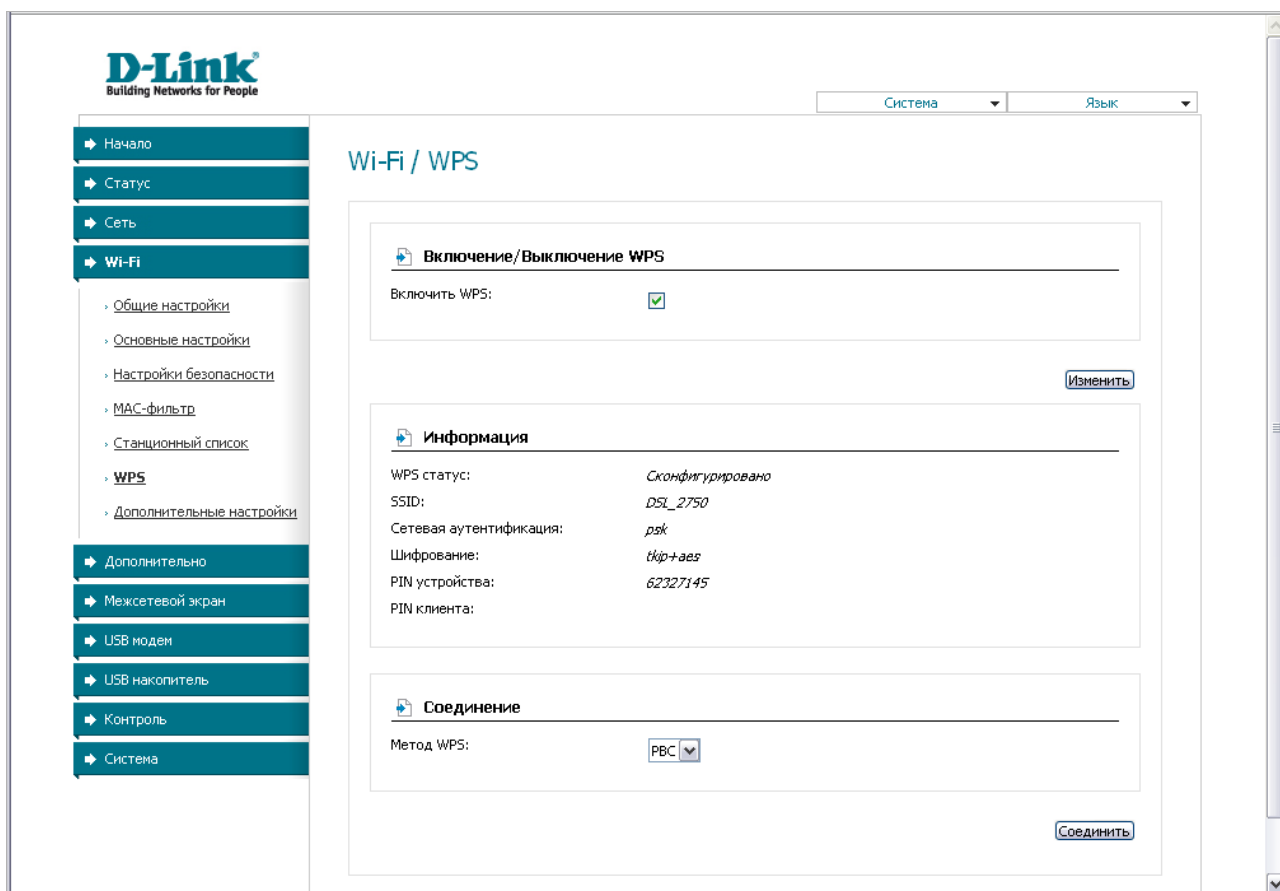 D-Link®
Building Networks for People
Система
Язык
Начало
Статус
Сеть
Wi-Fi
Общие настройки
Основные настройки
Настройки безопасности
MAC-фильтр
Станционный список
WPS
Дополнительные настройки
Дополнительно
Межсетевой экран
USB модем
USB накопитель
Контроль
Система
Wi-Fi / WPS
Включение/Выключение WPS
Включить WPS:
Изменить
Информация
WPS статус: Сконфигурировано
SSID: DSL_2750
Сетевая аутентификация: psk
Шифрование: tkip+aes
PIN устройства: 62327145
PIN клиента:
Соединение
Метод WPS: PBC
Соединить